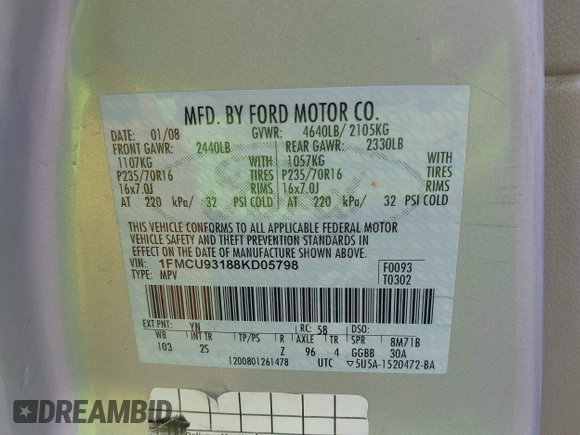 MFD. BY FORD MOTOR CO.
DATE: 01/08 GVWR: 4640LB/ 2105KG
FRONT GAWR: 2440LB REAR GAWR: 2330LB
1107KG WITH 1057KG WITH
P235/70R16 TIRES P235/70R16 TIRES
16x7.0J RIMS 16x7.0J RIMS
AT 220 kPa/ 32 PSI COLD AT 220 kPa/ 32 PSI COLD
THIS VEHICLE CONFORMS TO ALL APPLICABLE FEDERAL MOTOR
VEHICLE SAFETY AND THEFT PREVENTION STANDARDS IN
EFFECT ON THE DATE OF MANUFACTURE SHOWN ABOVE.
VIN: 1FMCU93188KD05798 F0093
TYPE: MPV T0302
EXT PNT: YN RC: 58 DSO:
WB INT TR TP/PS R AXLE TR SPR 8M71B
103 2S Z 96 4 GGBB 30A
1200801261478 UTC ▽5U5A-1520472-BA
DREAMBID